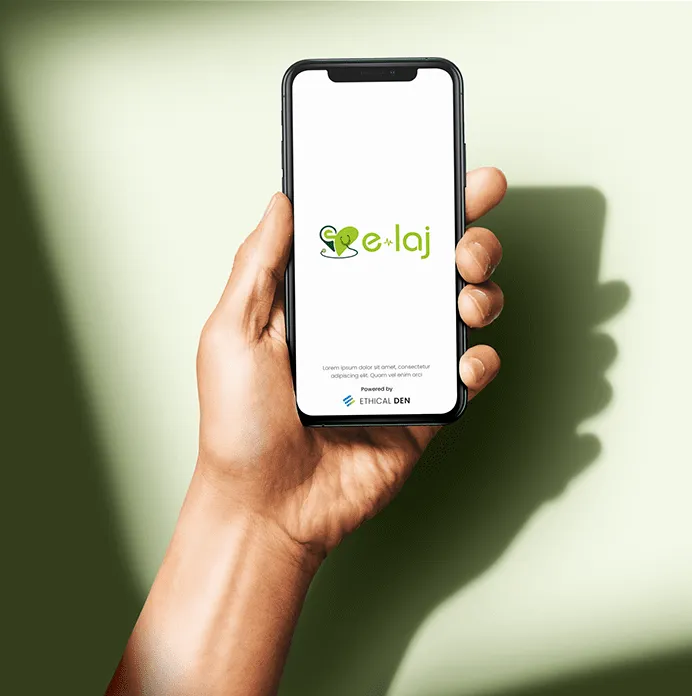 e+laj
Lorem ipsum dolor sit amet, consectetur
adipiscing elit. Quam vel enim orci
Powered by
ETHICAL DEN